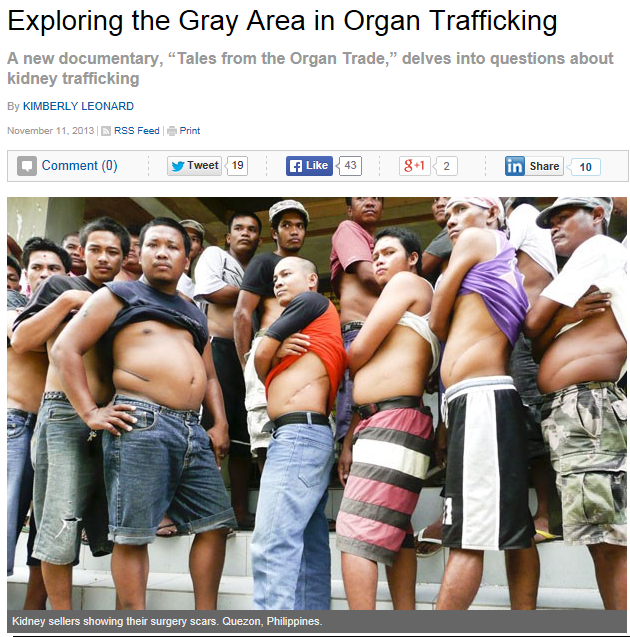 Exploring the Gray Area in Organ Trafficking
A new documentary, “Tales from the Organ Trade,” delves into questions about
kidney trafficking
By KIMBERLY LEONARD
November 11, 2013 | RSS Feed | Print
Comment (0) Tweet 19 Like 43 g+1 2 in Share 10
Kidney sellers showing their surgery scars. Quezon, Philippines.